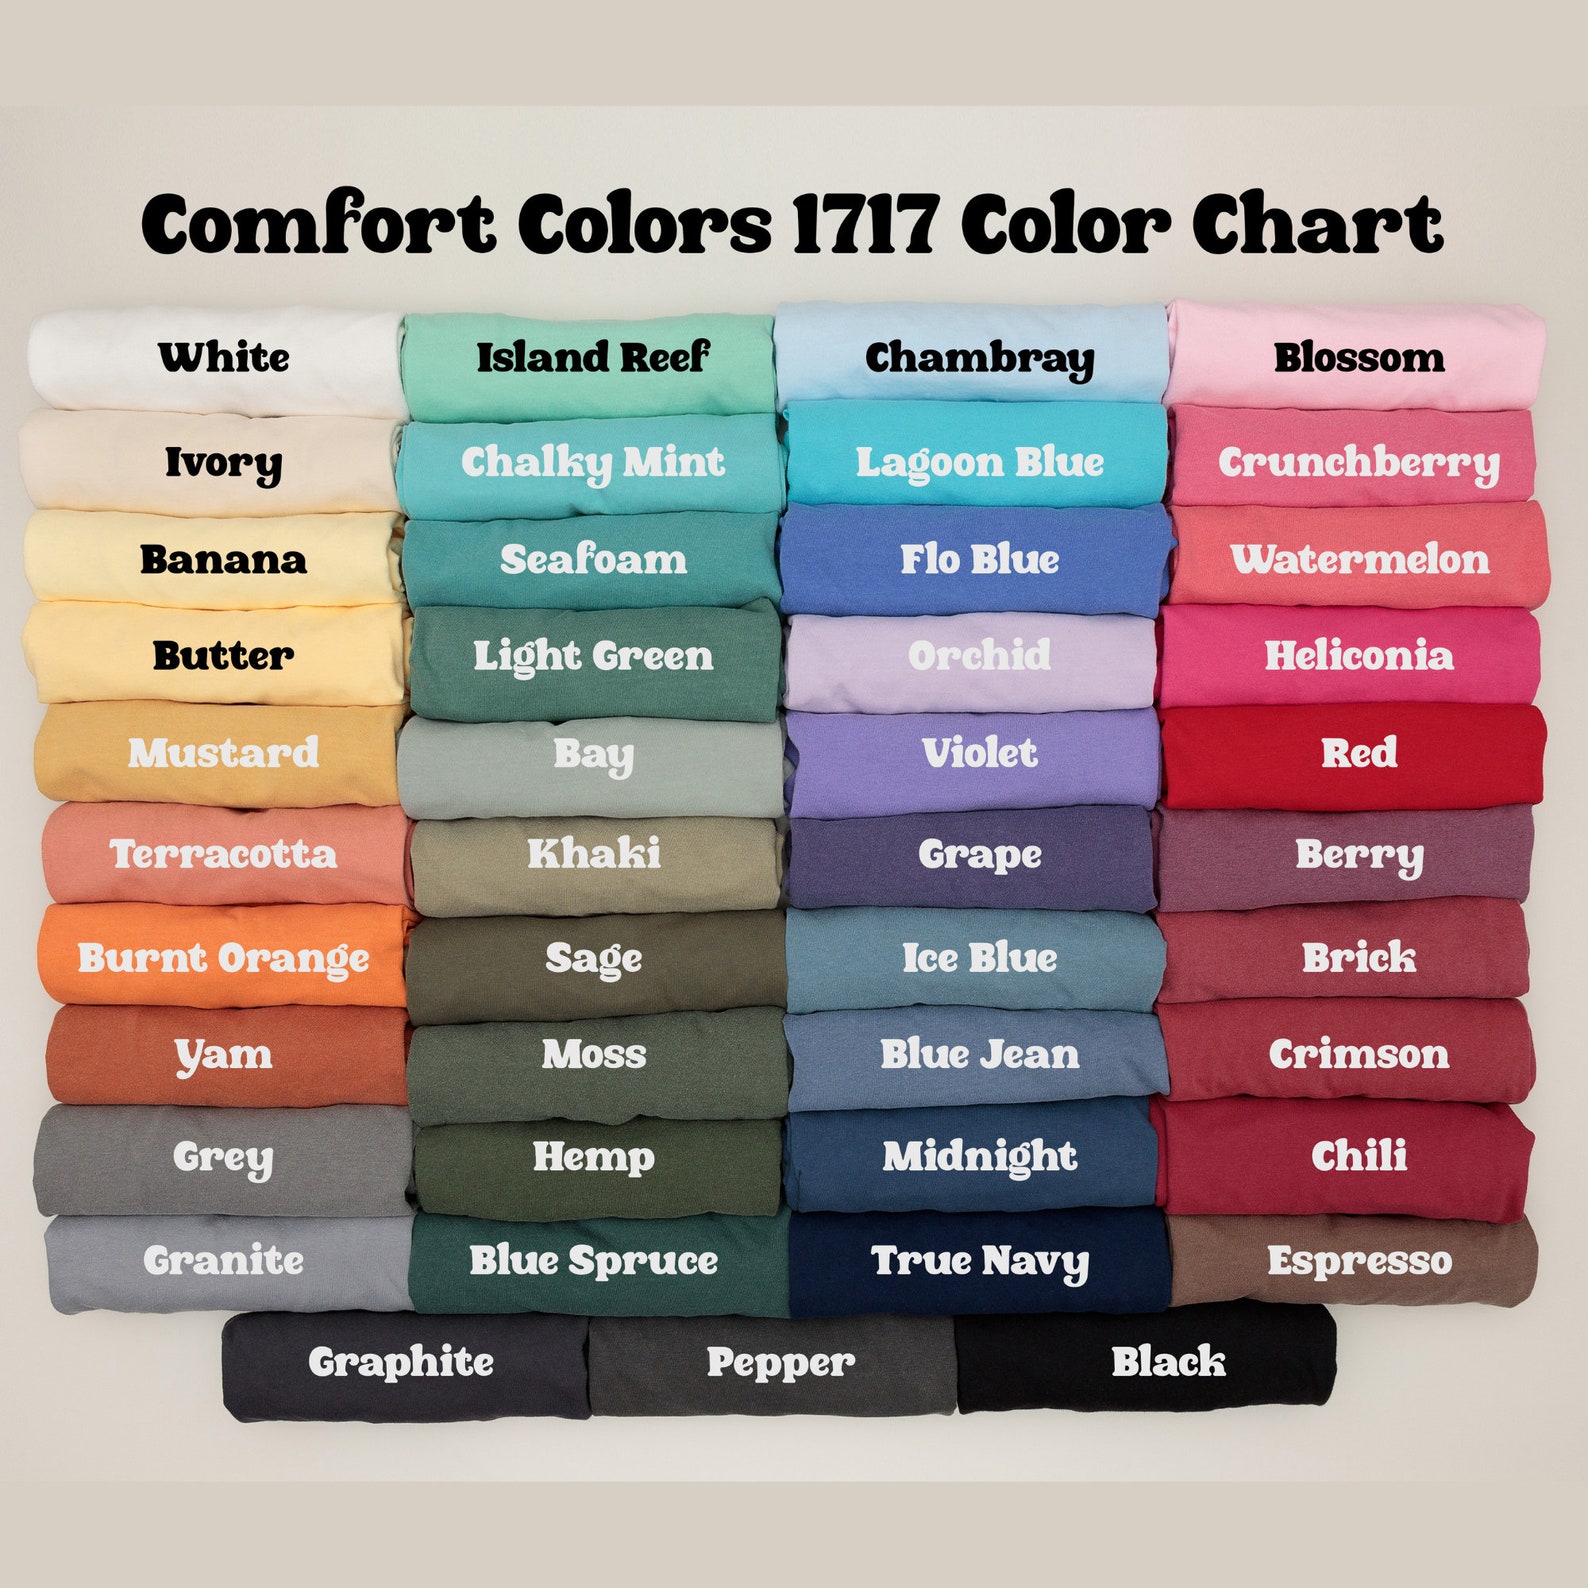 Comfort Colors 1717 Color Chart
White
Island Reef
Chambray
Blossom
Ivory
Chalky Mint
Lagoon Blue
Crunchberry
Banana
Seafoam
Flo Blue
Watermelon
Butter
Light Green
Orchid
Heliconia
Mustard
Bay
Violet
Red
Terracotta
Khaki
Grape
Berry
Burnt Orange
Sage
Ice Blue
Brick
Yam
Moss
Blue Jean
Crimson
Grey
Hemp
Midnight
Chili
Granite
Blue Spruce
True Navy
Espresso
Graphite
Pepper
Black